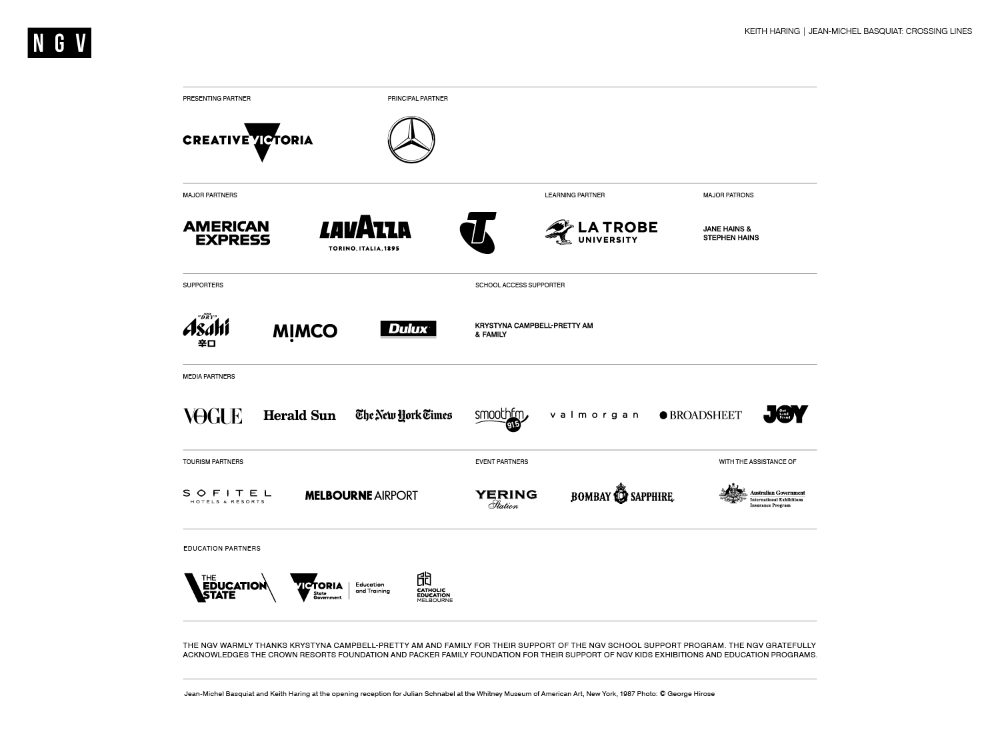 NGV
KEITH HARING | JEAN-MICHEL BASQUIAT: CROSSING LINES
PRESENTING PARTNER
PRINCIPAL PARTNER
CREATIVE VICTORIA
MAJOR PARTNERS
LEARNING PARTNER
MAJOR PATRONS
AMERICAN
EXPRESS
LAVAZZA
TORINO, ITALIA, 1895
T
LA TROBE
UNIVERSITY
JANE HAINS &
STEPHEN HAINS
SUPPORTERS
SCHOOL ACCESS SUPPORTER
SUPER
"DRY"
Asahi
辛口
MIMCO
Dulux
KRYSTYNA CAMPBELL-PRETTY AM
& FAMILY
MEDIA PARTNERS
VOGUE
Herald Sun
The New York Times
smoothfm
91.5
valmorgan
BROADSHEET
JOY
Out
Loud
Proud
TOURISM PARTNERS
EVENT PARTNERS
WITH THE ASSISTANCE OF
SOFITEL
HOTELS & RESORTS
MELBOURNE AIRPORT
YERING
Station
BOMBAY SAPPHIRE
Australian Government
International Exhibitions
Insurance Program
EDUCATION PARTNERS
THE
EDUCATION
STATE
VICTORIA
State
Government
Education
and Training
CATHOLIC
EDUCATION
MELBOURNE
THE NGV WARMLY THANKS KRYSTYNA CAMPBELL-PRETTY AM AND FAMILY FOR THEIR SUPPORT OF THE NGV SCHOOL SUPPORT PROGRAM. THE NGV GRATEFULLY
ACKNOWLEDGES THE CROWN RESORTS FOUNDATION AND PACKER FAMILY FOUNDATION FOR THEIR SUPPORT OF NGV KIDS EXHIBITIONS AND EDUCATION PROGRAMS.
Jean-Michel Basquiat and Keith Haring at the opening reception for Julian Schnabel at the Whitney Museum of American Art, New York, 1987 Photo: © George Hirose